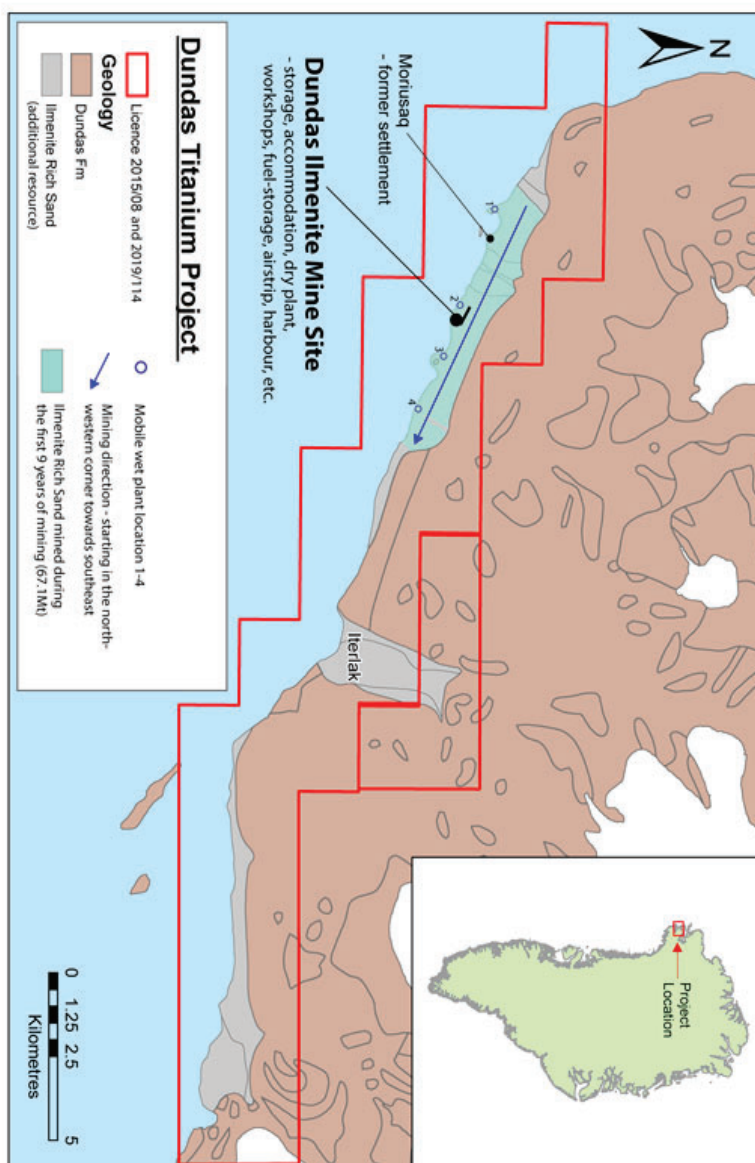 N
Moriusaq
- former settlement
Dundas Ilmenite Mine Site
- storage, accommodation, dry plant,
workshops, fuel-storage, airstrip, harbour, etc.
1
2
3
4
Iterlak
Project
Location
Dundas Titanium Project
Licence 2015/08 and 2019/114
Geology
Dundas Fm
Ilmenite Rich Sand
(additional resource)
Mobile wet plant location 1-4
Mining direction - starting in the north-
western corner towards southeast
Ilmenite Rich Sand mined during
the first 9 years of mining (67.1Mt)
0 1.25 2.5 5
Kilometres